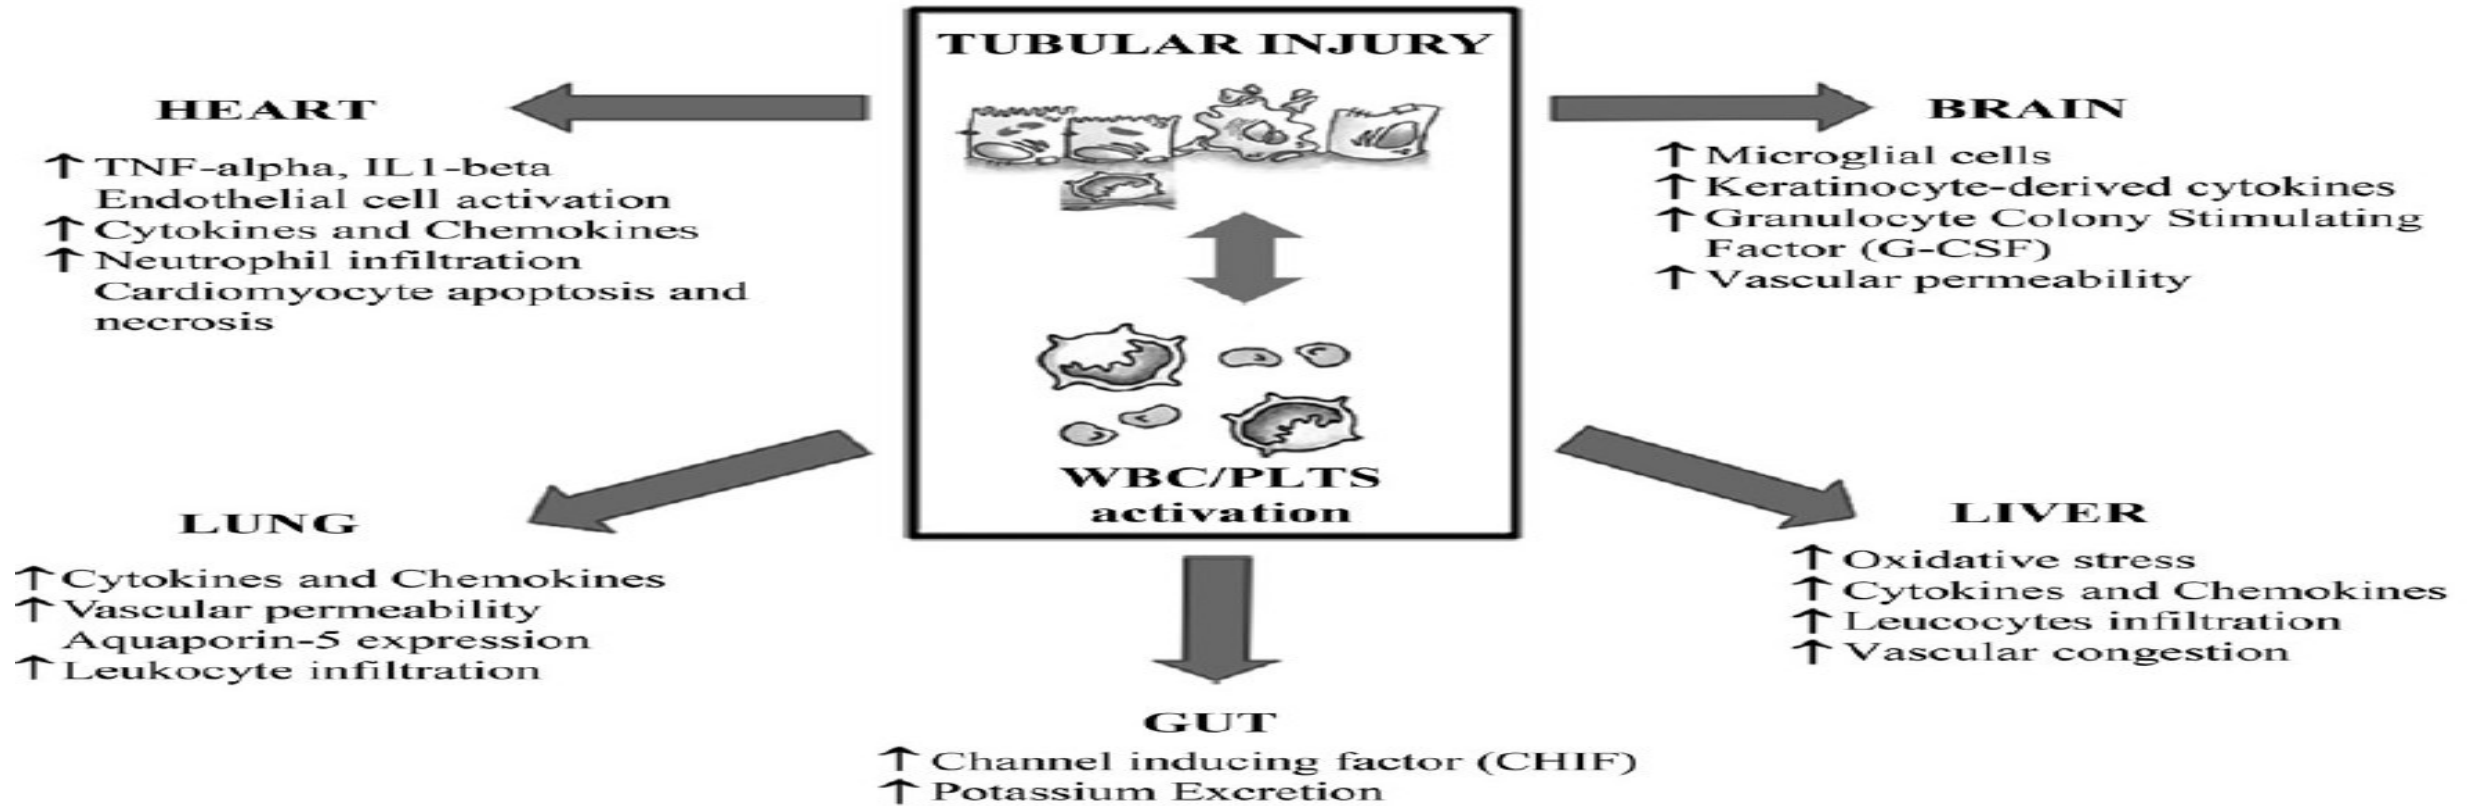 TUBULAR INJURY
WBC/PLTS
activation
HEART
↑ TNF-alpha, IL1-beta
Endothelial cell activation
↑ Cytokines and Chemokines
↑ Neutrophil infiltration
Cardiomyocyte apoptosis and
necrosis
BRAIN
↑ Microglial cells
↑ Keratinocyte-derived cytokines
↑ Granulocyte Colony Stimulating
Factor (G-CSF)
↑ Vascular permeability
LUNG
↑ Cytokines and Chemokines
↑ Vascular permeability
Aquaporin-5 expression
↑ Leukocyte infiltration
LIVER
↑ Oxidative stress
↑ Cytokines and Chemokines
↑ Leucocytes infiltration
↑ Vascular congestion
GUT
↑ Channel inducing factor (CHIF)
↑ Potassium Excretion